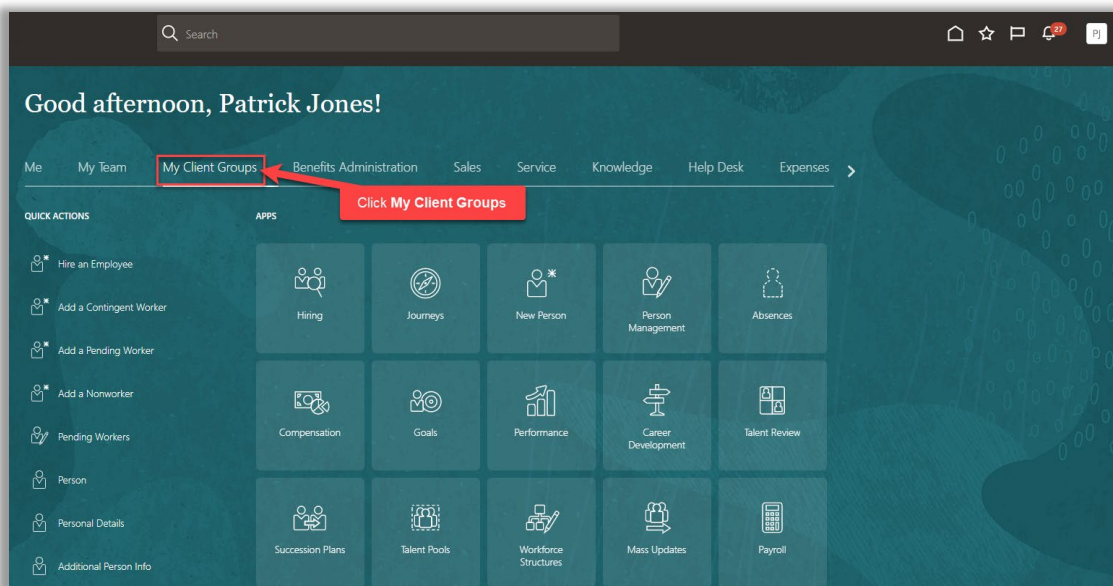 Search
27
PJ
Good afternoon, Patrick Jones!
Me My Team My Client Groups Benefits Administration Sales Service Knowledge Help Desk Expenses
Click My Client Groups
QUICK ACTIONS
Hire an Employee
Add a Contingent Worker
Add a Pending Worker
Add a Nonworker
Pending Workers
Person
Personal Details
Additional Person Info
APPS
Hiring
Journeys
New Person
Person
Management
Absences
Compensation
Goals
Performance
Career
Development
Talent Review
Succession Plans
Talent Pools
Workforce
Structures
Mass Updates
Payroll